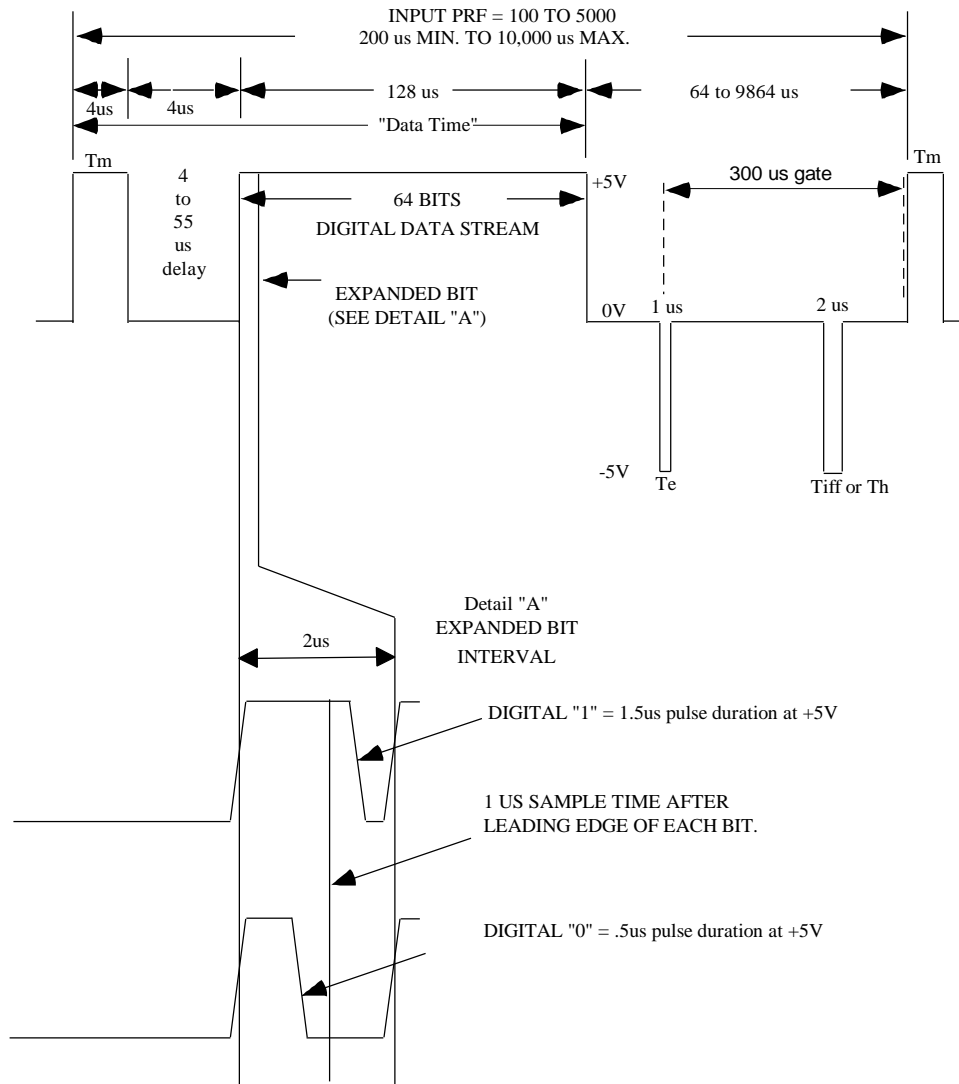 INPUT PRF = 100 TO 5000
200 us MIN. TO 10,000 us MAX.
4us
4us
128 us
64 to 9864 us
"Data Time"
Tm
4
to
55
us
delay
+5V
300 us gate
Tm
64 BITS
DIGITAL DATA STREAM
EXPANDED BIT
(SEE DETAIL "A")
0V
1 us
2 us
-5V
Te
Tiff or Th
Detail "A"
EXPANDED BIT
INTERVAL
2us
DIGITAL "1" = 1.5us pulse duration at +5V
1 US SAMPLE TIME AFTER
LEADING EDGE OF EACH BIT.
DIGITAL "0" = .5us pulse duration at +5V